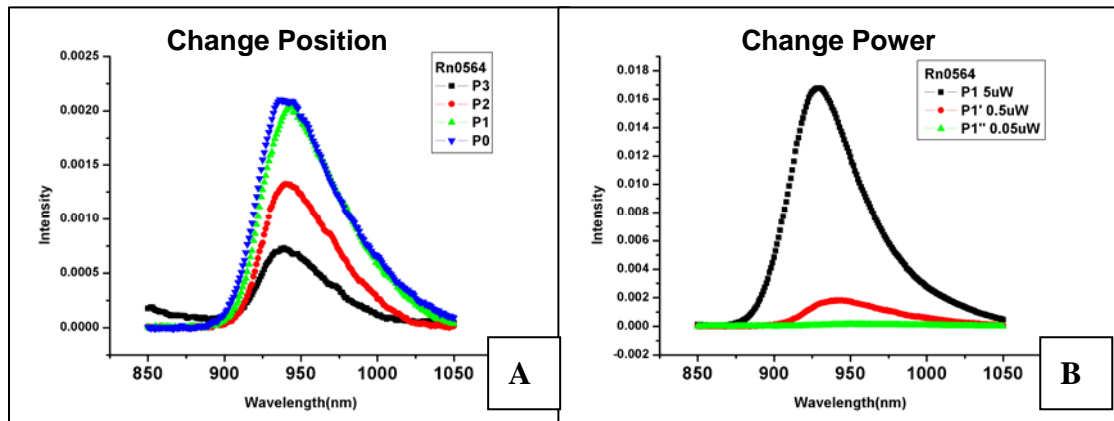 Change Position
Rn0564
P3
P2
P1
P0
0.0025
0.0020
0.0015
0.0010
0.0005
0.0000
Intensity
850 900 950 1000 1050
Wavelength(nm)
A
Change Power
Rn0564
P1 5uW
P1' 0.5uW
P1'' 0.05uW
0.018
0.016
0.014
0.012
0.010
0.008
0.006
0.004
0.002
0.000
-0.002
Intensity
850 900 950 1000 1050
Wavelength(nm)
B